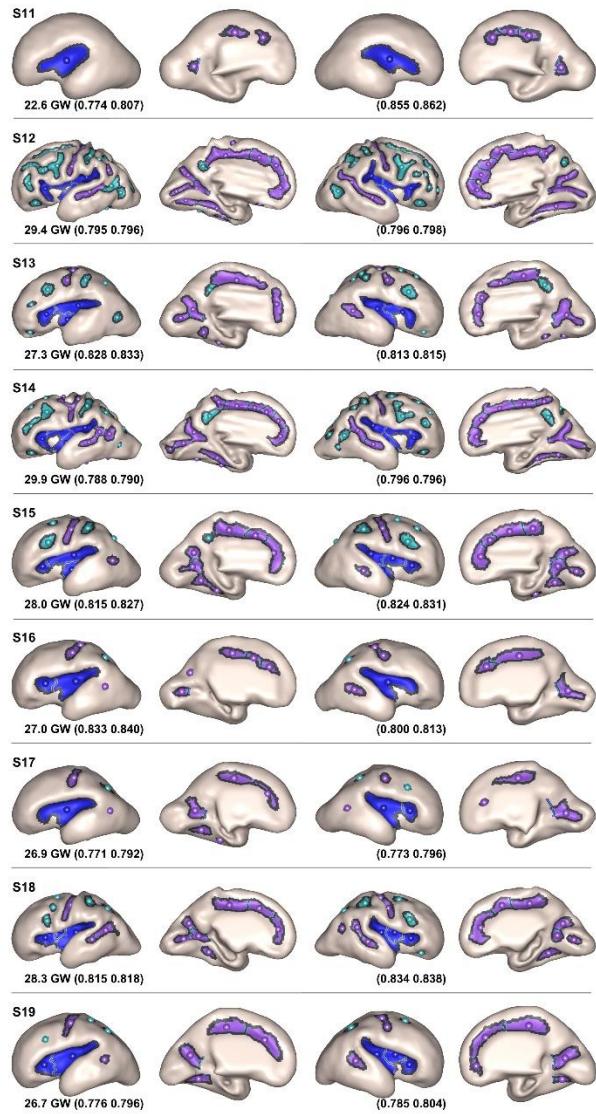 S11
22.6 GW (0.774 0.807) (0.855 0.862)
S12
29.4 GW (0.795 0.796) (0.796 0.798)
S13
27.3 GW (0.828 0.833) (0.813 0.815)
S14
29.9 GW (0.788 0.790) (0.796 0.796)
S15
28.0 GW (0.815 0.827) (0.824 0.831)
S16
27.0 GW (0.833 0.840) (0.800 0.813)
S17
26.9 GW (0.771 0.792) (0.773 0.796)
S18
28.3 GW (0.815 0.818) (0.834 0.838)
S19
26.7 GW (0.776 0.796) (0.785 0.804)